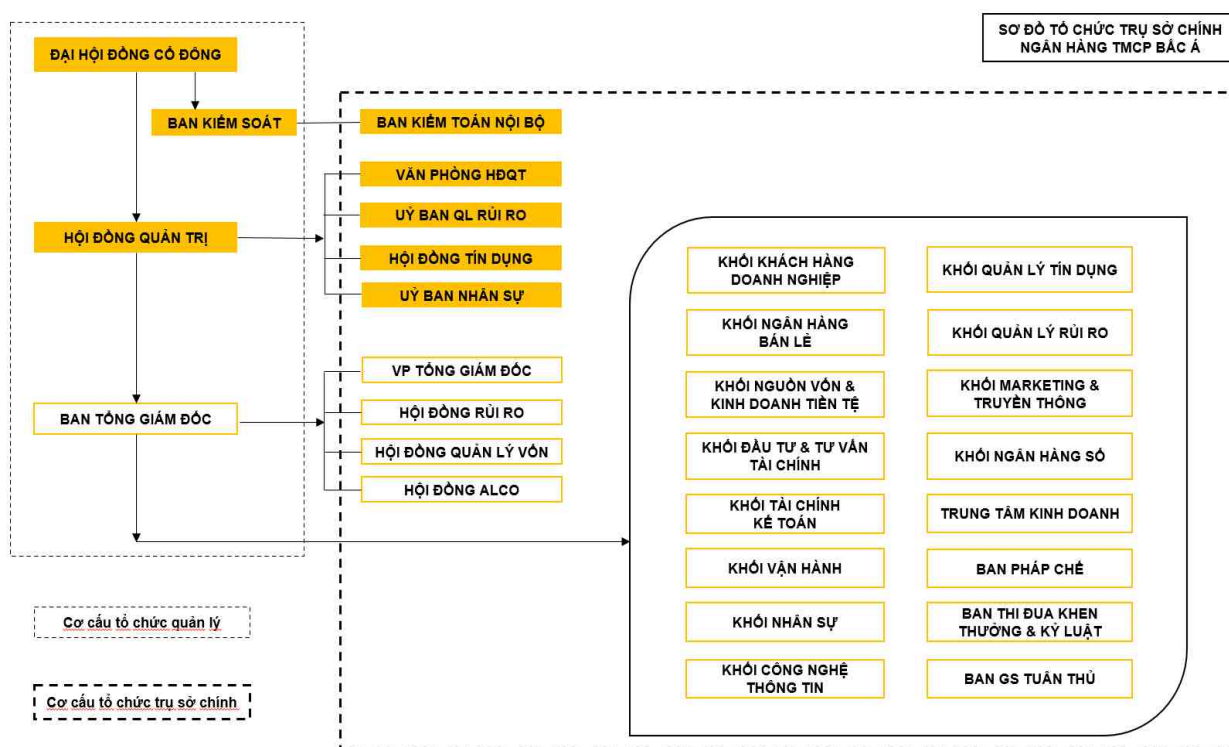 SƠ ĐỒ TỔ CHỨC TRỤ SỞ CHÍNH
NGÂN HÀNG TMCP BẮC Á
ĐẠI HỘI ĐỒNG CỔ ĐÔNG
BAN KIỂM SOÁT
BAN KIỂM TOÁN NỘI BỘ
VĂN PHÒNG HĐQT
UỶ BAN QL RỦI RO
HỘI ĐỒNG QUẢN TRỊ
HỘI ĐỒNG TÍN DỤNG
UỶ BAN NHÂN SỰ
VP TỔNG GIÁM ĐỐC
HỘI ĐỒNG RỦI RO
BAN TỔNG GIÁM ĐỐC
HỘI ĐỒNG QUẢN LÝ VỐN
HỘI ĐỒNG ALCO
KHỐI KHÁCH HÀNG
DOANH NGHIỆP
KHỐI NGÂN HÀNG
BÁN LẺ
KHỐI NGUỒN VỐN &
KINH DOANH TIỀN TỆ
KHỐI ĐẦU TƯ & TƯ VẤN
TÀI CHÍNH
KHỐI TÀI CHÍNH
KẾ TOÁN
KHỐI VẬN HÀNH
KHỐI NHÂN SỰ
KHỐI CÔNG NGHỆ
THÔNG TIN
KHỐI QUẢN LÝ TÍN DỤNG
KHỐI QUẢN LÝ RỦI RO
KHỐI MARKETING &
TRUYỀN THÔNG
KHỐI NGÂN HÀNG SỐ
TRUNG TÂM KINH DOANH
BAN PHÁP CHẾ
BAN THI ĐUA KHEN
THƯỞNG & KỶ LUẬT
BAN GS TUÂN THỦ
Cơ cấu tổ chức quản lý
Cơ cấu tổ chức trụ sở chính